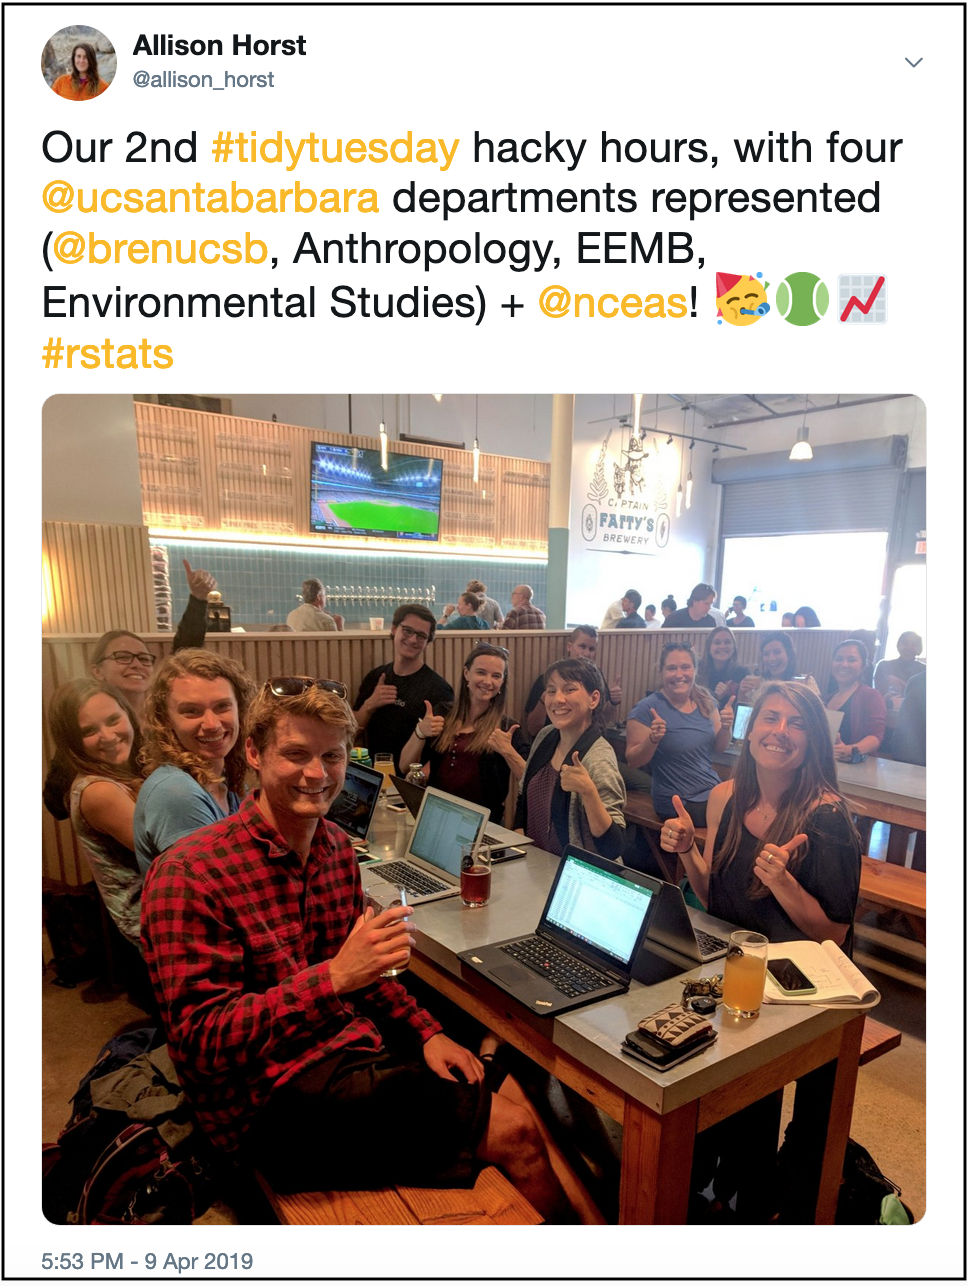 Allison Horst
@allison_horst
Our 2nd #tidytuesday hacky hours, with four
@ucsantabarbara departments represented
(@brenucsb, Anthropology, EEMB,
Environmental Studies) + @nceas! 🥳🎾📈
#rstats
CAPTAIN
FATTY'S
BREWERY
5:53 PM - 9 Apr 2019